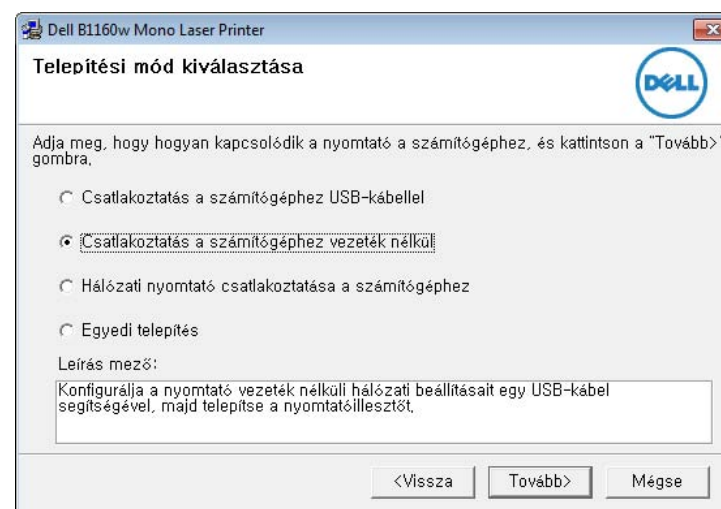 Dell B1160w Mono Laser Printer
Telepítési mód kiválasztása
DELL
Adja meg, hogy hogyan kapcsolódik a nyomtató a számítógéphez, és kattintson a "Tovább>"
gombra,
Csatlakoztatás a számítógéphez USB-kábellel
Csatlakoztatás a számítógéphez vezeték nélkül
Hálózati nyomtató csatlakoztatása a számítógéphez
Egyedi telepítés
Leírás mező:
Konfigurálja a nyomtató vezeték nélküli hálózati beállításait egy USB-kábel
segítségével, majd telepítse a nyomtatóillesztőt,
<Vissza
Tovább>
Mégse